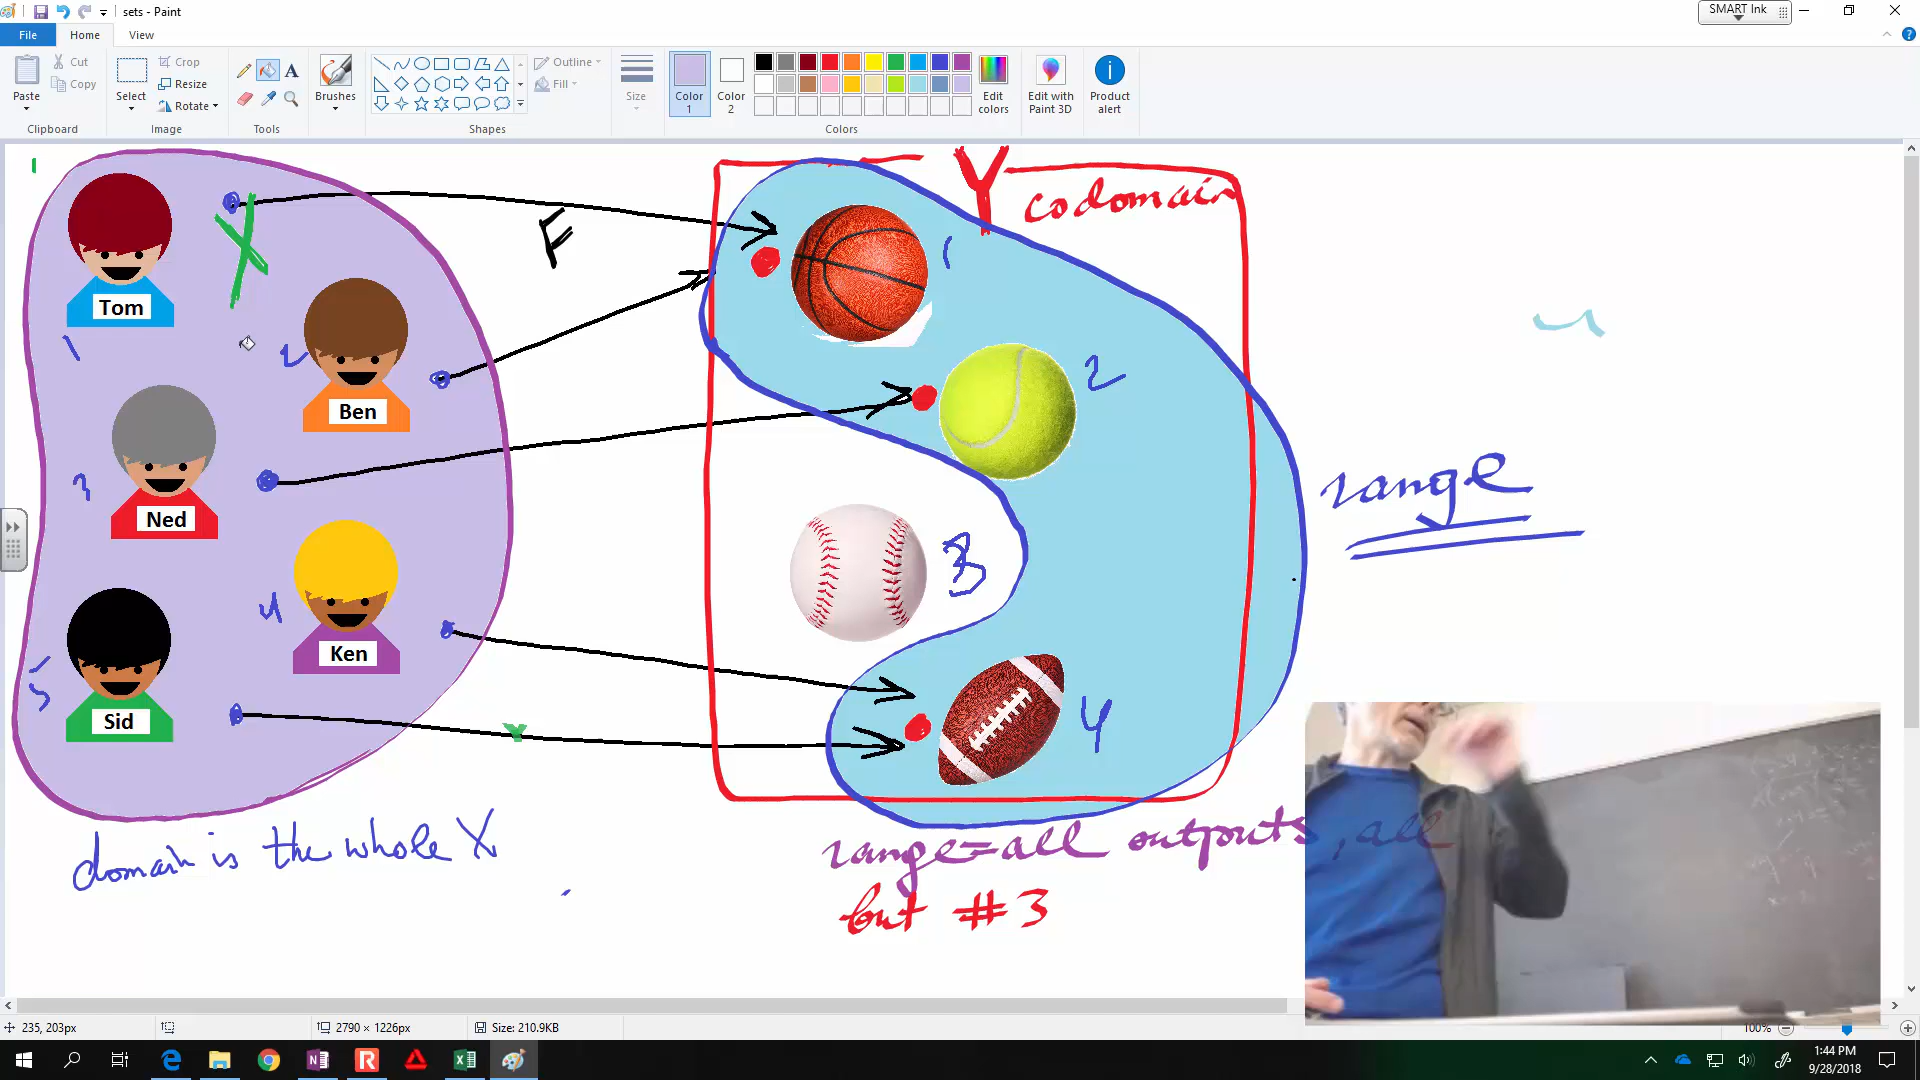 sets - Paint
SMART Ink
File
Home
View
Paste
Cut
Copy
Clipboard
Select
Crop
Resize
Rotate
Image
Tools
Brushes
Shapes
Outline
Fill
Size
Color 1
Color 2
Colors
Edit colors
Edit with Paint 3D
Product alert
X
F
Y
codomain
Tom
1
2
Ben
3
Ned
4
Ken
5
Sid
1
2
3
4
range
domain is the whole X
range=all outputs, all
but #3
235, 203px
2790 × 1226px
Size: 210.9KB
100%
1:44 PM
9/28/2018